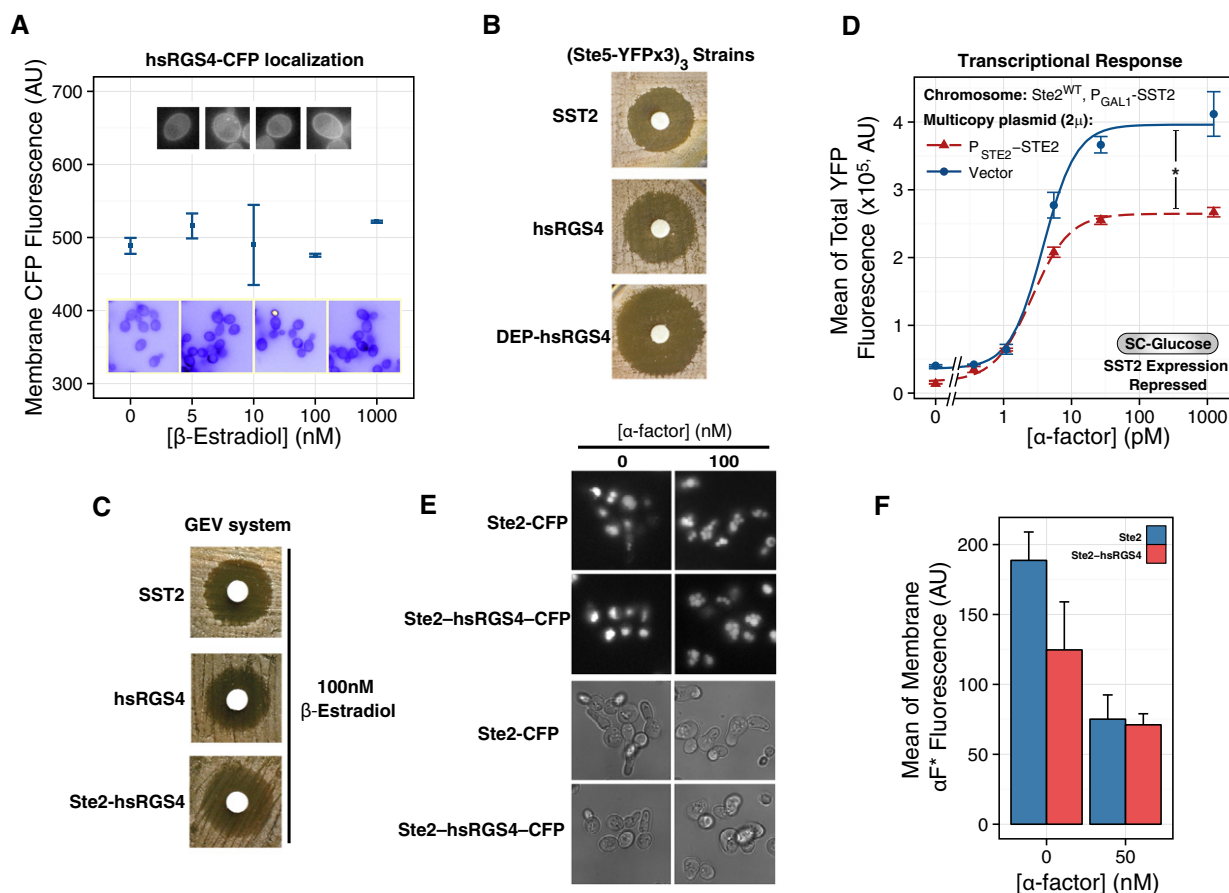 A
hsRGS4-CFP localization
Membrane CFP Fluorescence (AU)
700
600
500
400
300
0
5
10
100
1000
[β-Estradiol] (nM)
B
(Ste5-YFPx3)3 Strains
SST2
hsRGS4
DEP-hsRGS4
C
GEV system
SST2
hsRGS4
Ste2-hsRGS4
100nM
β-Estradiol
D
Transcriptional Response
Chromosome: Ste2WT, PGAL1-SST2
Multicopy plasmid (2μ):
PSTE2–STE2
Vector
*
SC-Glucose
SST2 Expression
Repressed
Mean of Total YFP
Fluorescence (x10⁵, AU)
4
3
2
1
0
0
1
10
100
1000
[α-factor] (pM)
E
[α-factor] (nM)
0
100
Ste2-CFP
Ste2–hsRGS4–CFP
Ste2-CFP
Ste2–hsRGS4–CFP
F
Ste2
Ste2–hsRGS4
Mean of Membrane
αF* Fluorescence (AU)
200
150
100
50
0
0
50
[α-factor] (nM)